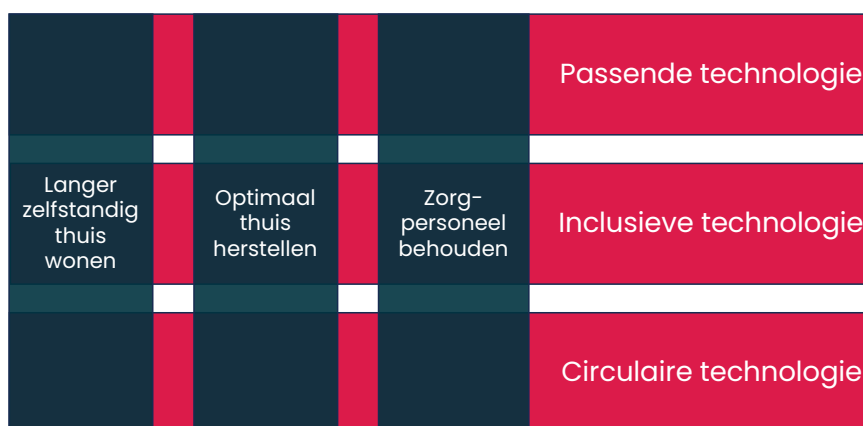 Passende technologie
Langer
zelfstandig
thuis
wonen
Optimaal
thuis
herstellen
Zorg-
personeel
behouden
Inclusieve technologie
Circulaire technologie